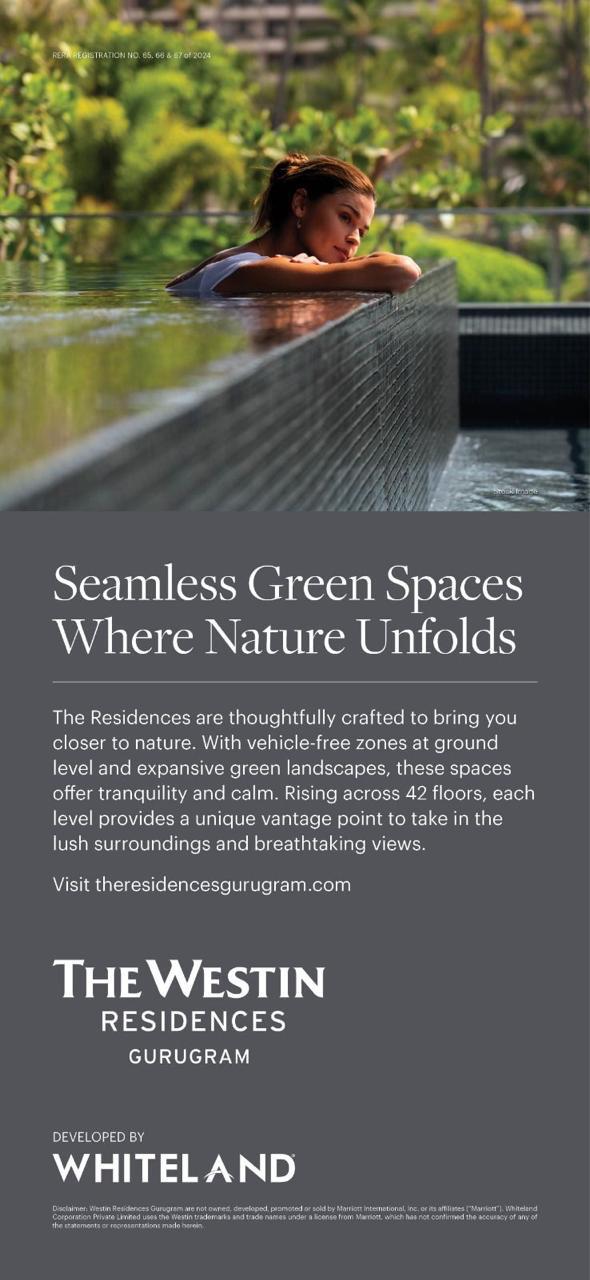 RERA REGISTRATION NO. 65, 66 & 67 of 2024
Stock Image
Seamless Green Spaces
Where Nature Unfolds
The Residences are thoughtfully crafted to bring you
closer to nature. With vehicle-free zones at ground
level and expansive green landscapes, these spaces
offer tranquility and calm. Rising across 42 floors, each
level provides a unique vantage point to take in the
lush surroundings and breathtaking views.
Visit theresidencesgurugram.com
THE WESTIN
RESIDENCES
GURUGRAM
DEVELOPED BY
WHITELAND
Disclaimer: Westin Residences Gurugram are not owned, developed, promoted or sold by Marriott International, Inc. or its affiliates ("Marriott"). Whiteland
Corporation Private Limited uses the Westin trademarks and trade names under a license from Marriott, which has not confirmed the accuracy of any of
the statements or representations made herein.